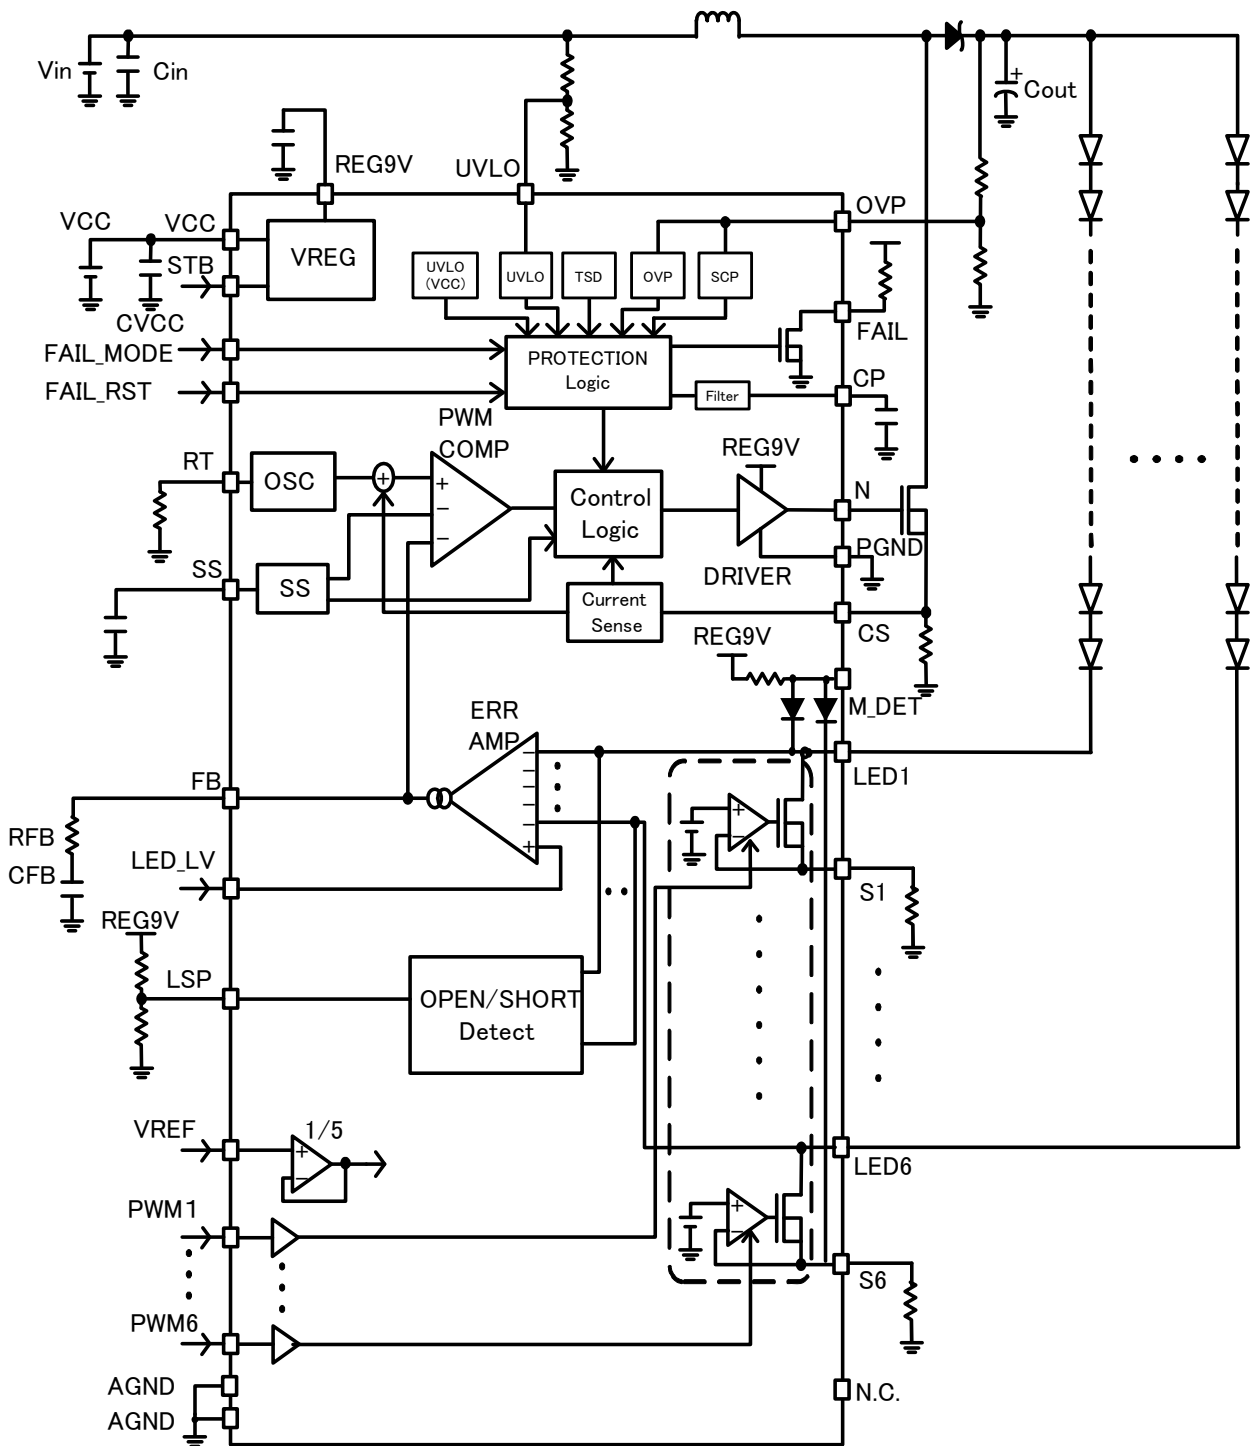 Vin
Cin
+
Cout
REG9V
UVLO
VCC
VCC
STB
VREG
UVLO
(VCC)
UVLO
TSD
OVP
SCP
OVP
CVCC
FAIL_MODE
FAIL_RST
PROTECTION
Logic
FAIL
Filter
CP
PWM
COMP
RT
OSC
+
+
−
−
Control
Logic
REG9V
DRIVER
N
PGND
SS
SS
Current
Sense
CS
REG9V
M_DET
ERR
AMP
−
−
−
−
−
+
LED1
FB
RFB
CFB
LED_LV
+
−
S1
REG9V
LSP
OPEN/SHORT
Detect
VREF
1/5
+
−
LED6
PWM1
+
−
S6
PWM6
AGND
AGND
N.C.